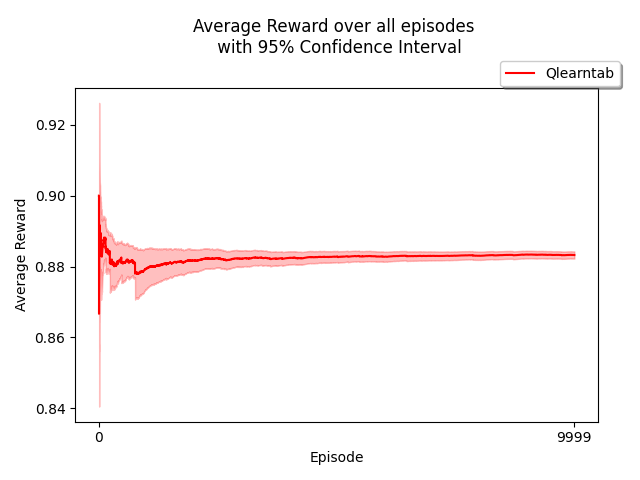 Average Reward over all episodes
with 95% Confidence Interval
Qlearntab
0.92
0.90
0.88
0.86
0.84
Average Reward
0
9999
Episode